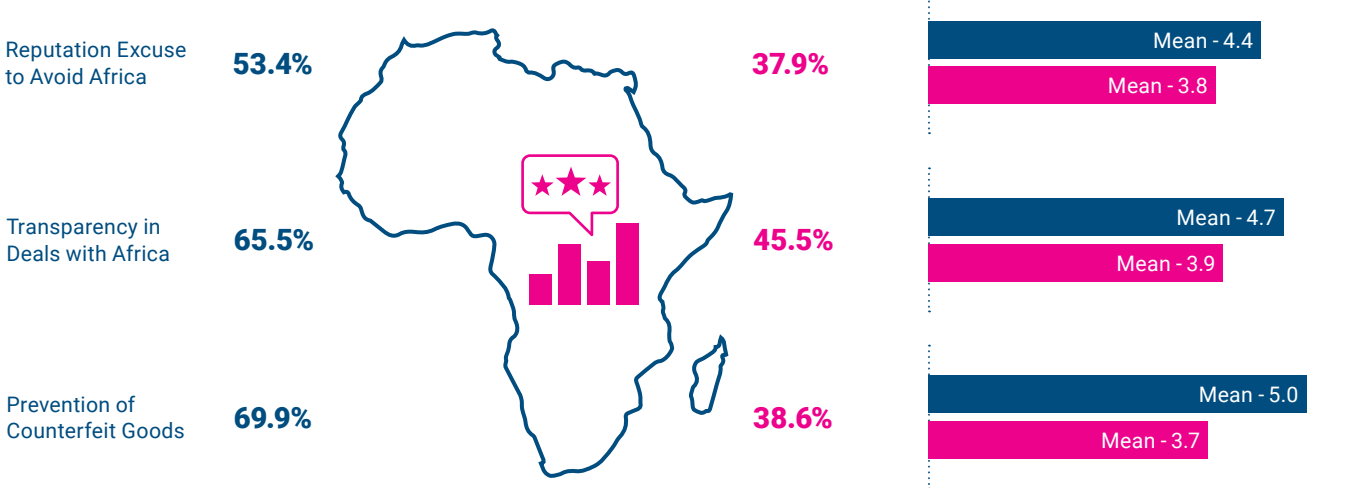 Reputation Excuse
to Avoid Africa
53.4%
37.9%
Mean - 4.4
Mean - 3.8
Transparency in
Deals with Africa
65.5%
45.5%
Mean - 4.7
Mean - 3.9
Prevention of
Counterfeit Goods
69.9%
38.6%
Mean - 5.0
Mean - 3.7